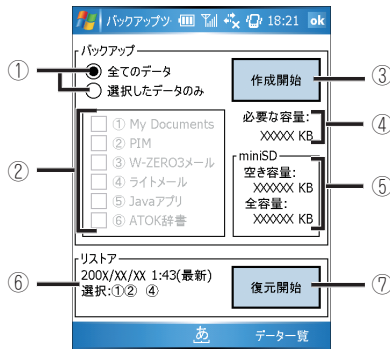 バックアップツ 18:21 ok
バックアップ
① 全てのデータ
選択したデータのみ
作成開始 ③
② ① My Documents
② PIM
③ W-ZERO3メール
④ ライトメール
⑤ Javaアプリ
⑥ ATOK辞書
必要な容量: ④
XXXXX KB
miniSD
空き容量: ⑤
XXXXX KB
全容量:
XXXXX KB
リストア
⑥ 200X/XX/XX 1:43(最新)
選択:①② ④
復元開始 ⑦
あ データ一覧